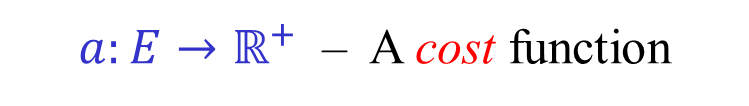 a: E → ℝ⁺ – A cost function